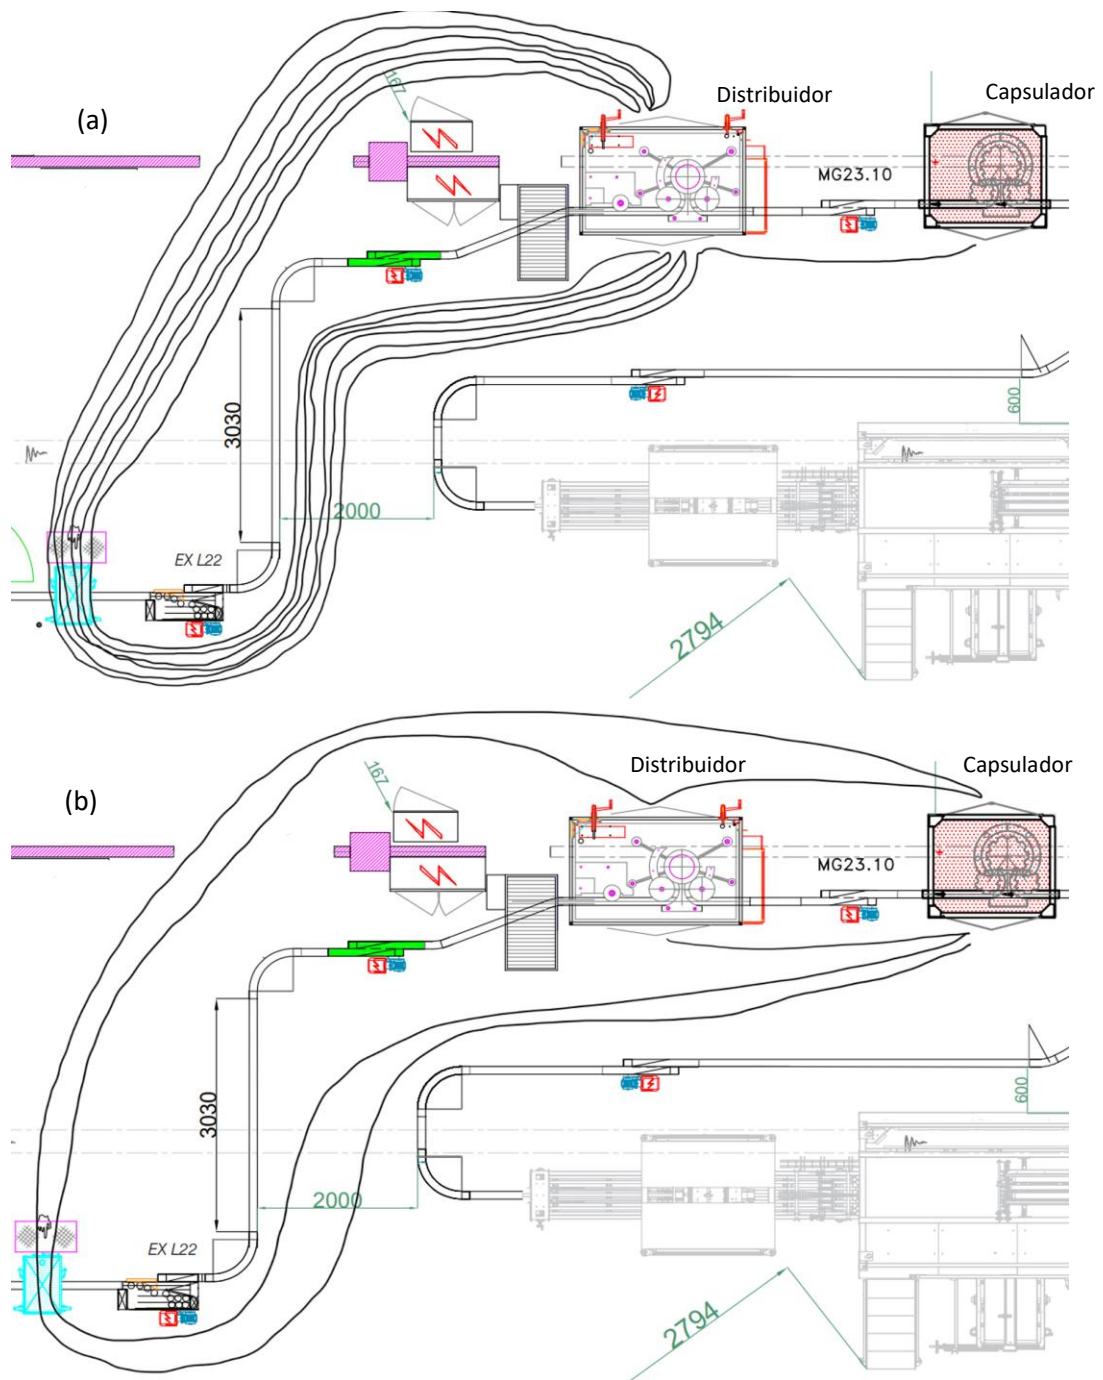 Distribuidor
Capsulador
167
(a)
MG23.10
3030
600
2000
EX L22
2794
Distribuidor
Capsulador
167
(b)
MG23.10
3030
600
2000
EX L22
2794